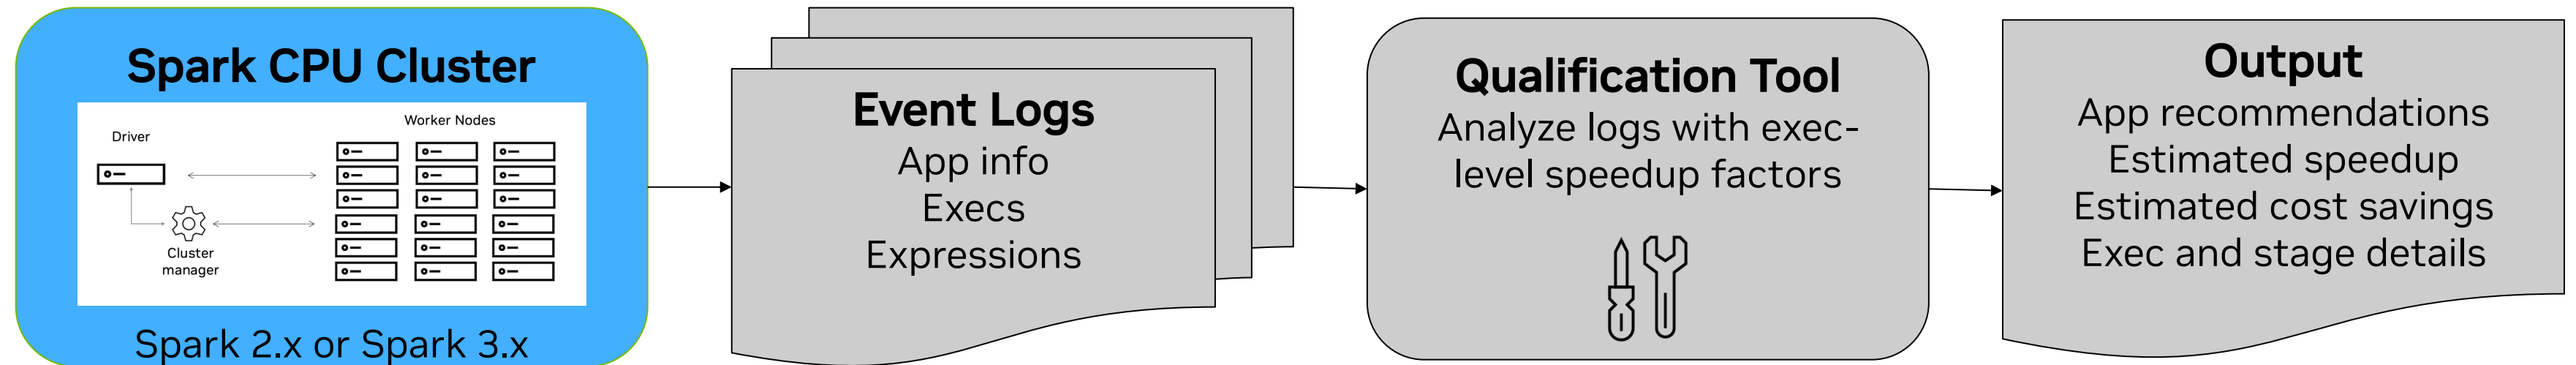 Spark CPU Cluster
Driver
Worker Nodes
Cluster
manager
Spark 2.x or Spark 3.x
Event Logs
App info
Execs
Expressions
Qualification Tool
Analyze logs with exec-
level speedup factors
Output
App recommendations
Estimated speedup
Estimated cost savings
Exec and stage details